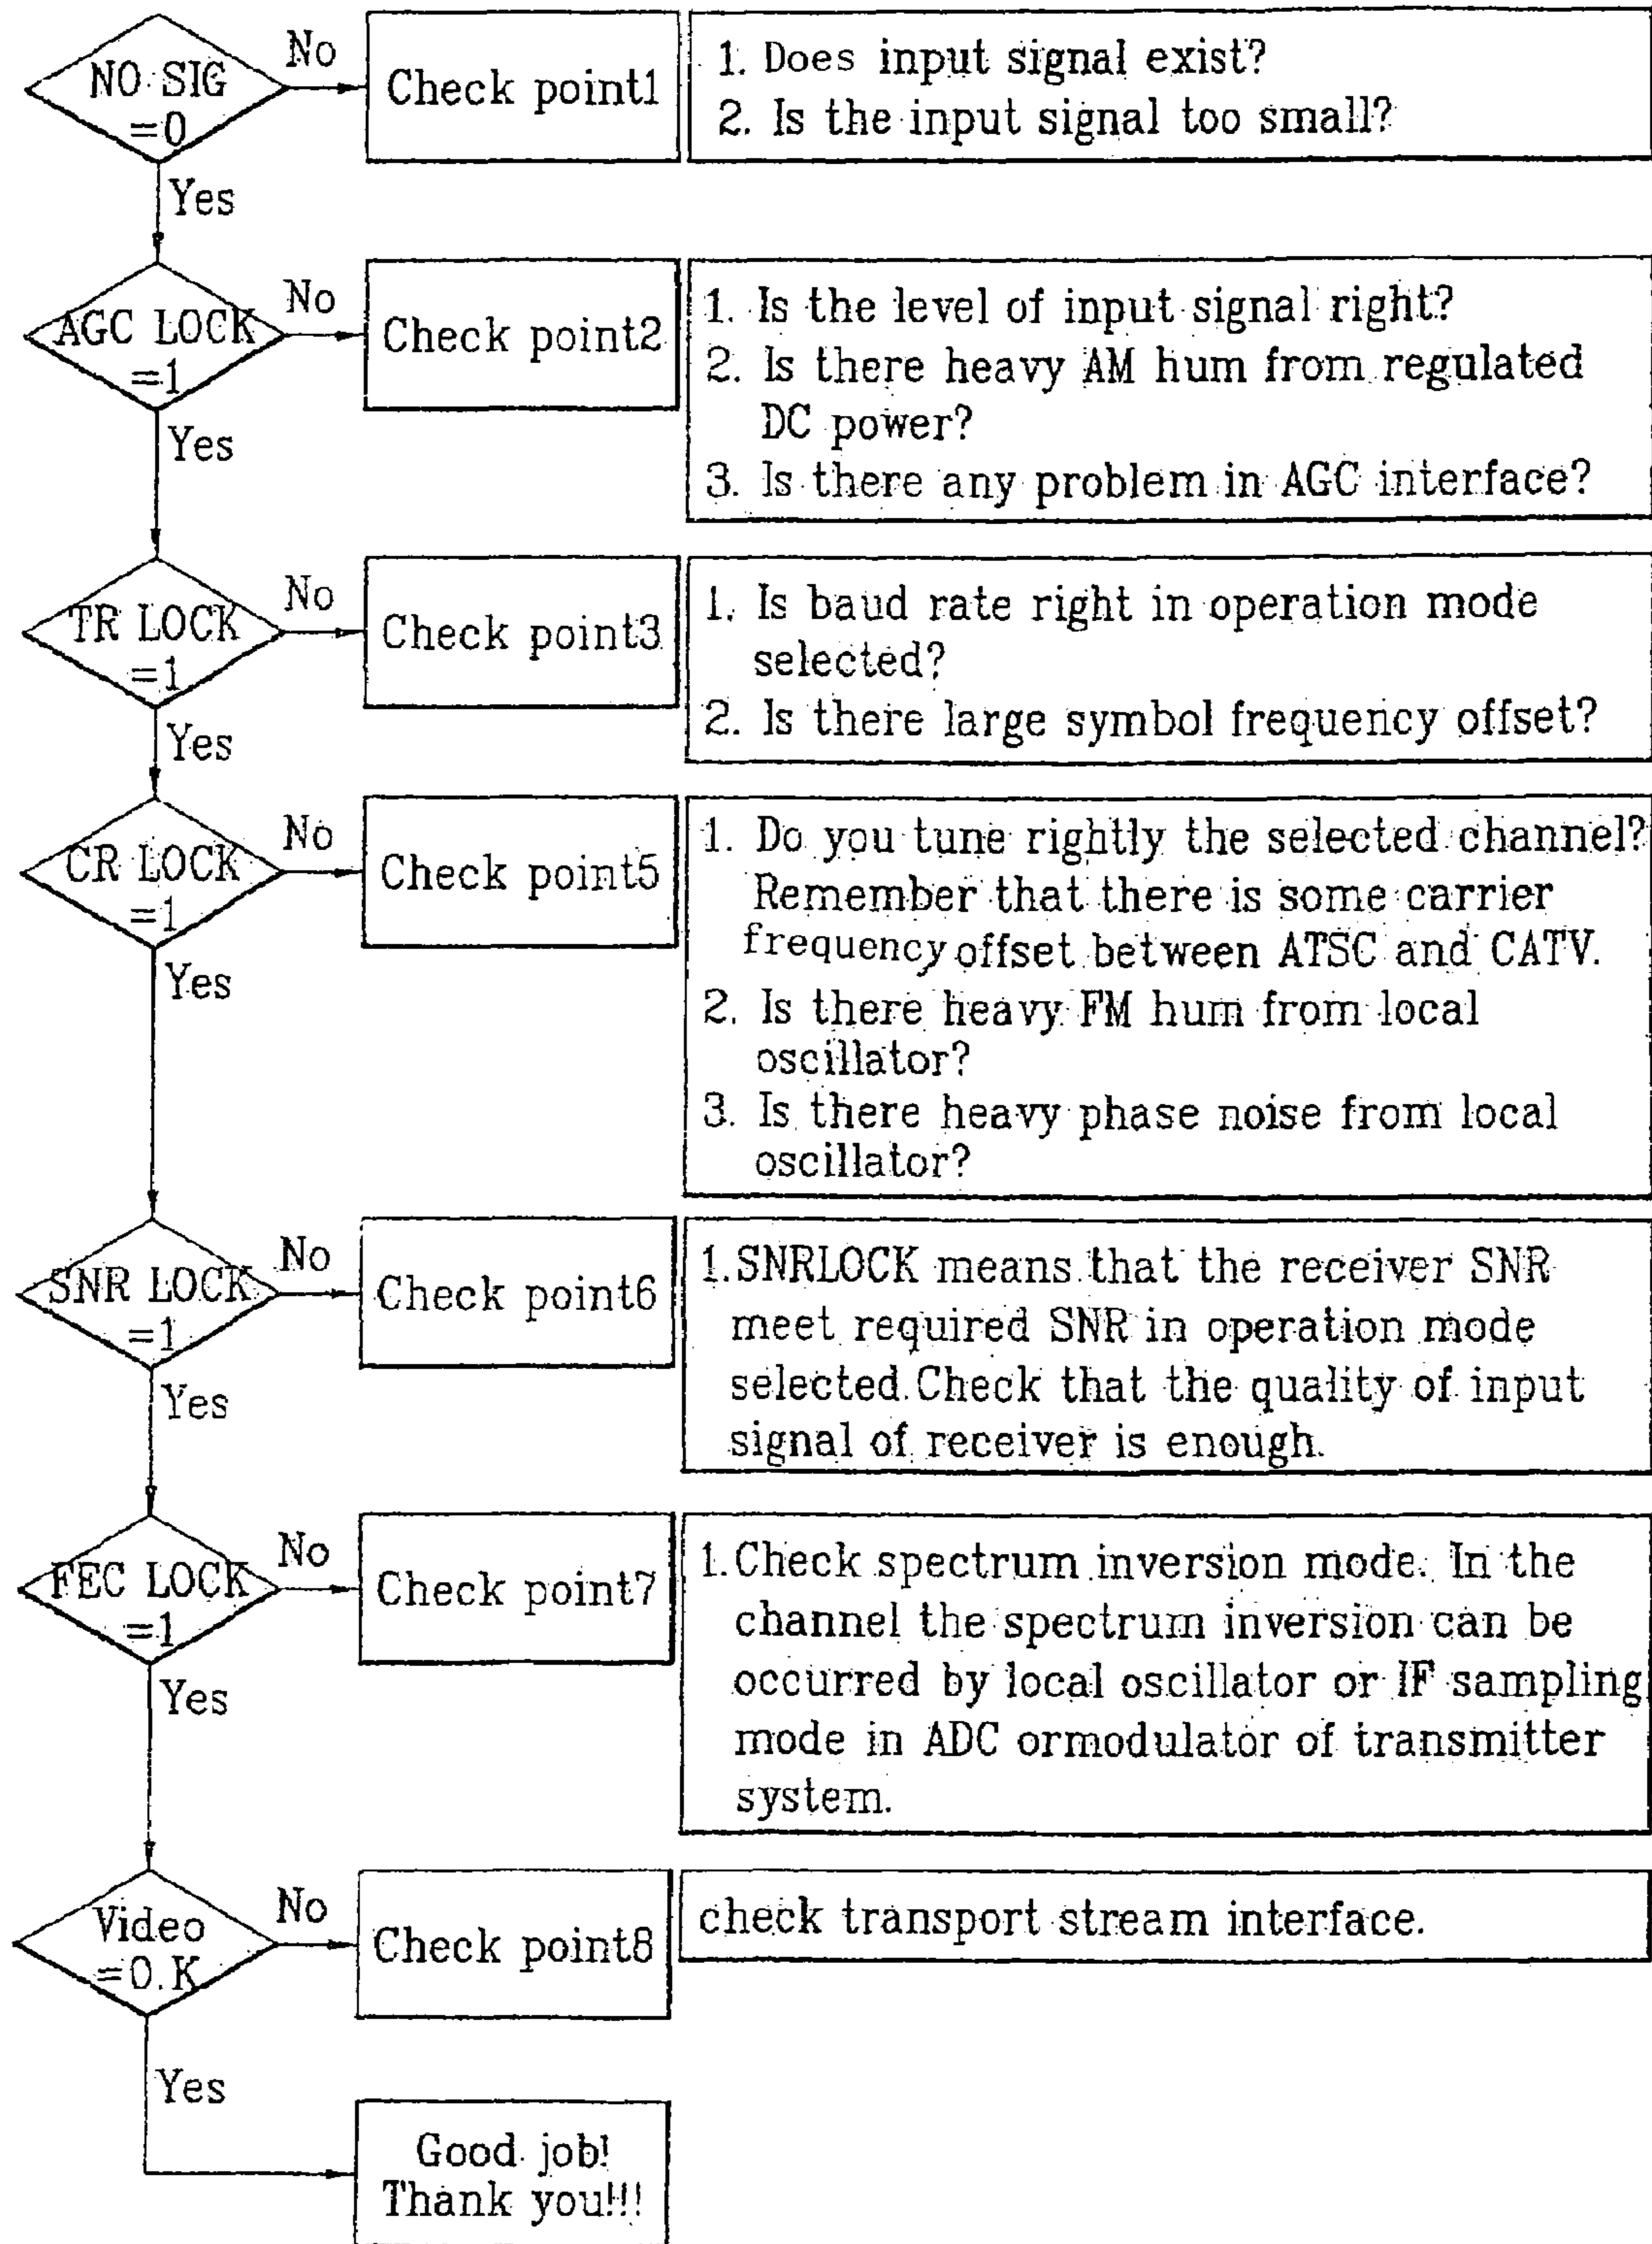 NO SIG
=0
No
Check point1
1. Does input signal exist?
2. Is the input signal too small?
Yes
AGC LOCK
=1
No
Check point2
1. Is the level of input signal right?
2. Is there heavy AM hum from regulated
DC power?
3. Is there any problem in AGC interface?
Yes
TR LOCK
=1
No
Check point3
1. Is baud rate right in operation mode
selected?
2. Is there large symbol frequency offset?
Yes
CR LOCK
=1
No
Check point5
1. Do you tune rightly the selected channel?
Remember that there is some carrier
frequency offset between ATSC and CATV.
2. Is there heavy FM hum from local
oscillator?
3. Is there heavy phase noise from local
oscillator?
Yes
SNR LOCK
=1
No
Check point6
1.SNRLOCK means that the receiver SNR
meet required SNR in operation mode
selected.Check that the quality of input
signal of receiver is enough.
Yes
FEC LOCK
=1
No
Check point7
1.Check spectrum inversion mode. In the
channel the spectrum inversion can be
occurred by local oscillator or IF sampling
mode in ADC ormodulator of transmitter
system.
Yes
Video
=O.K
No
Check point8
check transport stream interface.
Yes
Good job!
Thank you!!!